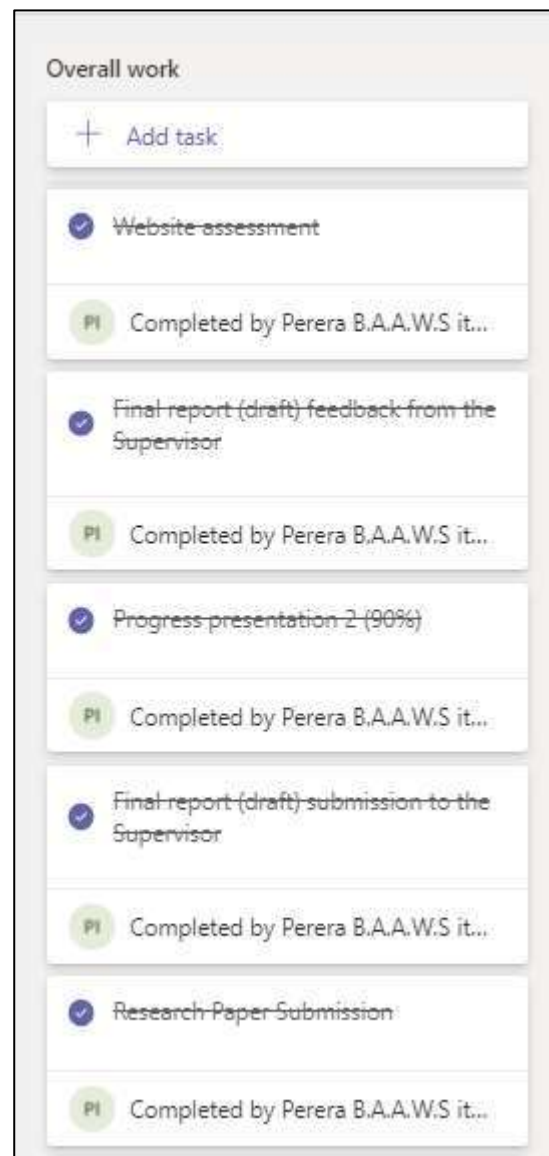 Overall work
+ Add task
Website assessment
PI Completed by Perera B.A.A.W.S it...
Final report (draft) feedback from the
Supervisor
PI Completed by Perera B.A.A.W.S it...
Progress presentation 2 (90%)
PI Completed by Perera B.A.A.W.S it...
Final report (draft) submission to the
Supervisor
PI Completed by Perera B.A.A.W.S it...
Research Paper Submission
PI Completed by Perera B.A.A.W.S it...